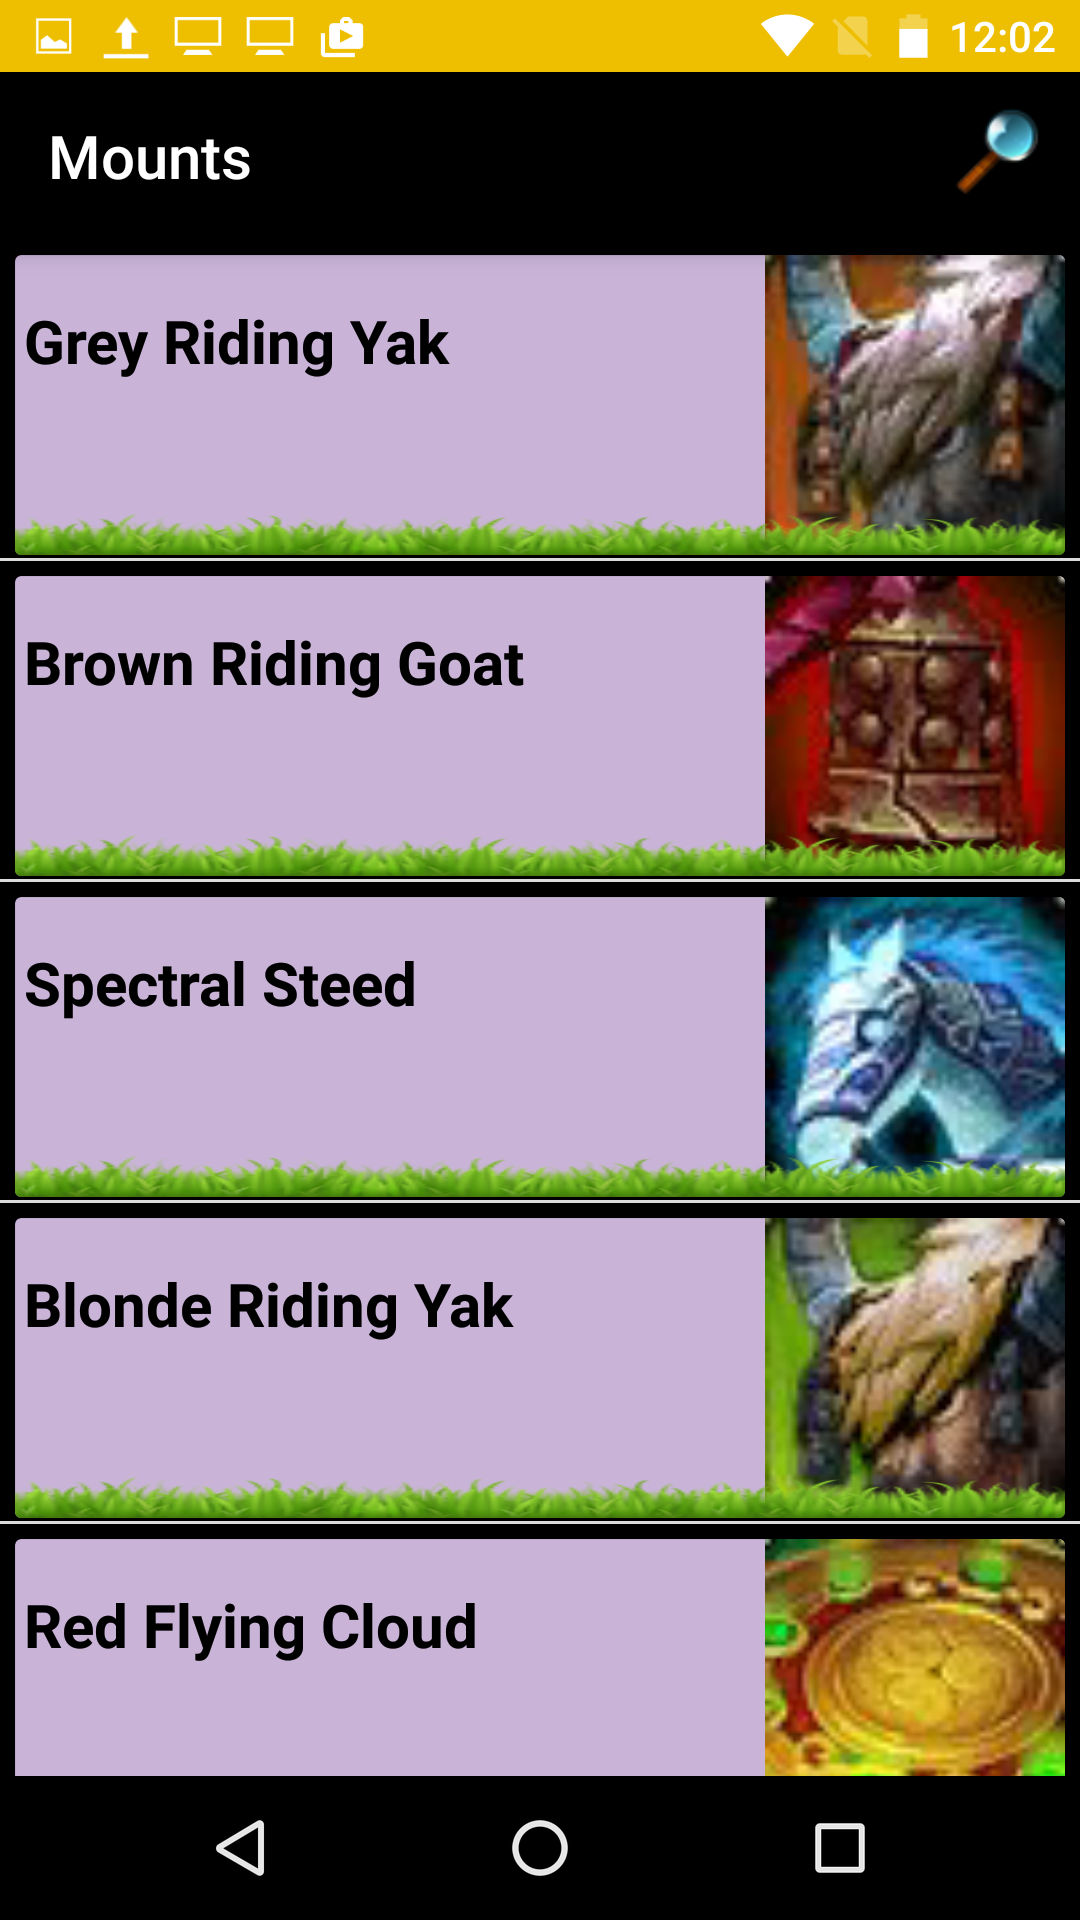 12:02
Mounts
Grey Riding Yak
Brown Riding Goat
Spectral Steed
Blonde Riding Yak
Red Flying Cloud